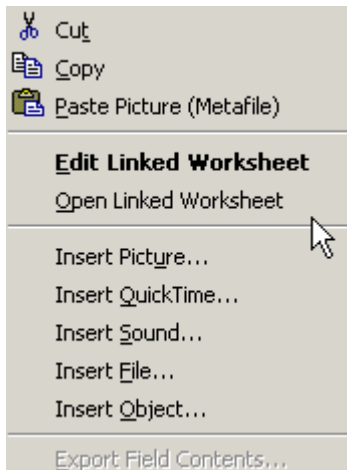 Cut
Copy
Paste Picture (Metafile)
Edit Linked Worksheet
Open Linked Worksheet
Insert Picture...
Insert QuickTime...
Insert Sound...
Insert File...
Insert Object...
Export Field Contents...